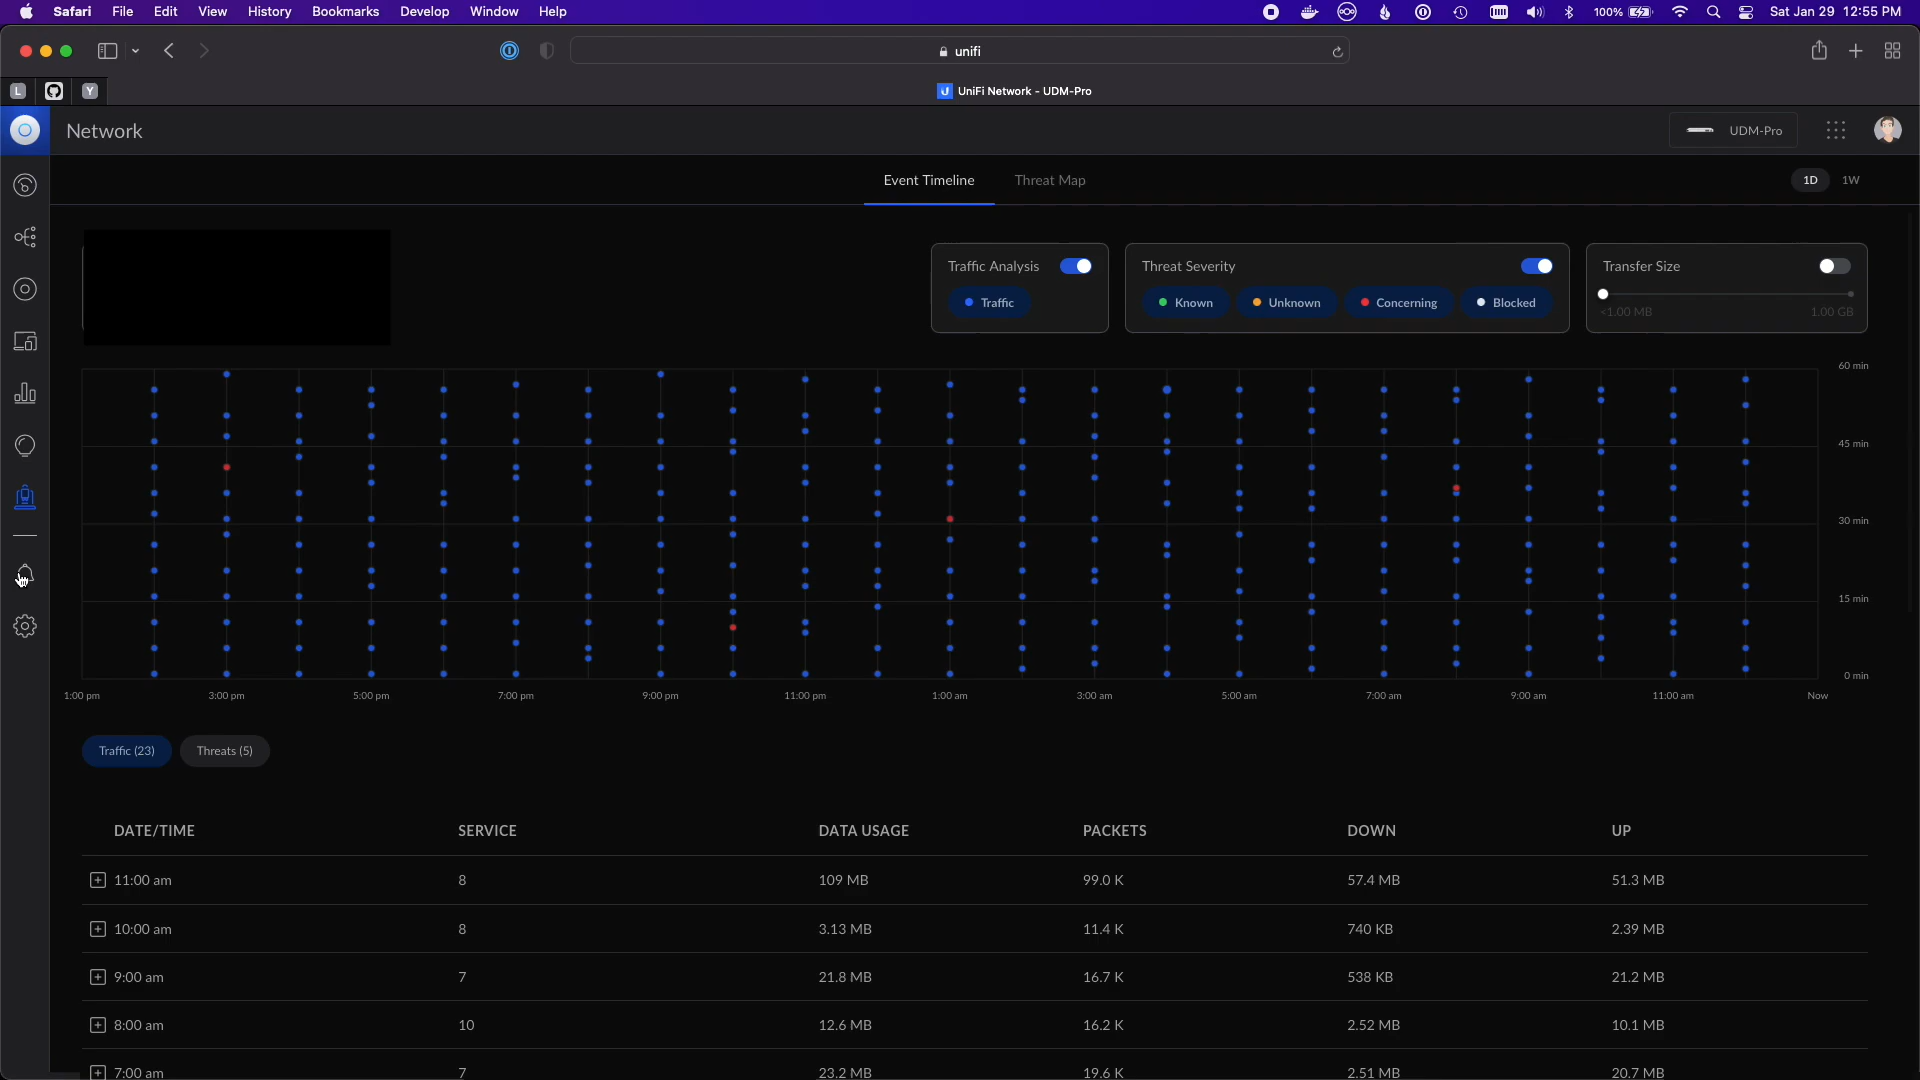 Safari File Edit View History Bookmarks Develop Window Help 100% Sat Jan 29 12:55 PM
unifi
L Y UniFi Network - UDM-Pro
Network UDM-Pro
Event Timeline Threat Map 1D 1W
Traffic Analysis Threat Severity Transfer Size
Traffic Known Unknown Concerning Blocked
<1.00 MB 1.00 GB
60 min
45 min
30 min
15 min
0 min
1:00 pm 3:00 pm 5:00 pm 7:00 pm 9:00 pm 11:00 pm 1:00 am 3:00 am 5:00 am 7:00 am 9:00 am 11:00 am Now
Traffic (23) Threats (5)
DATE/TIME SERVICE DATA USAGE PACKETS DOWN UP
11:00 am 8 109 MB 99.0 K 57.4 MB 51.3 MB
10:00 am 8 3.13 MB 11.4 K 740 KB 2.39 MB
9:00 am 7 21.8 MB 16.7 K 538 KB 21.2 MB
8:00 am 10 12.6 MB 16.2 K 2.52 MB 10.1 MB
7:00 am 7 23.2 MB 19.6 K 2.51 MB 20.7 MB